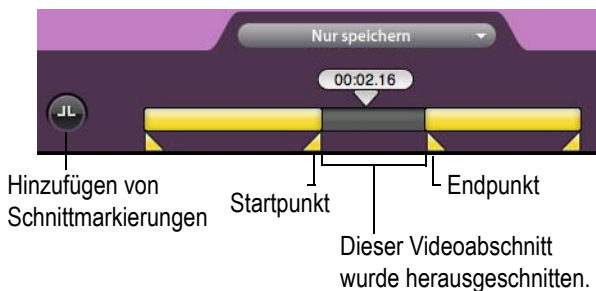 Nur speichern
00:02.16
Hinzufügen von
Schnittmarkierungen
Startpunkt
Endpunkt
Dieser Videoabschnitt
wurde herausgeschnitten.